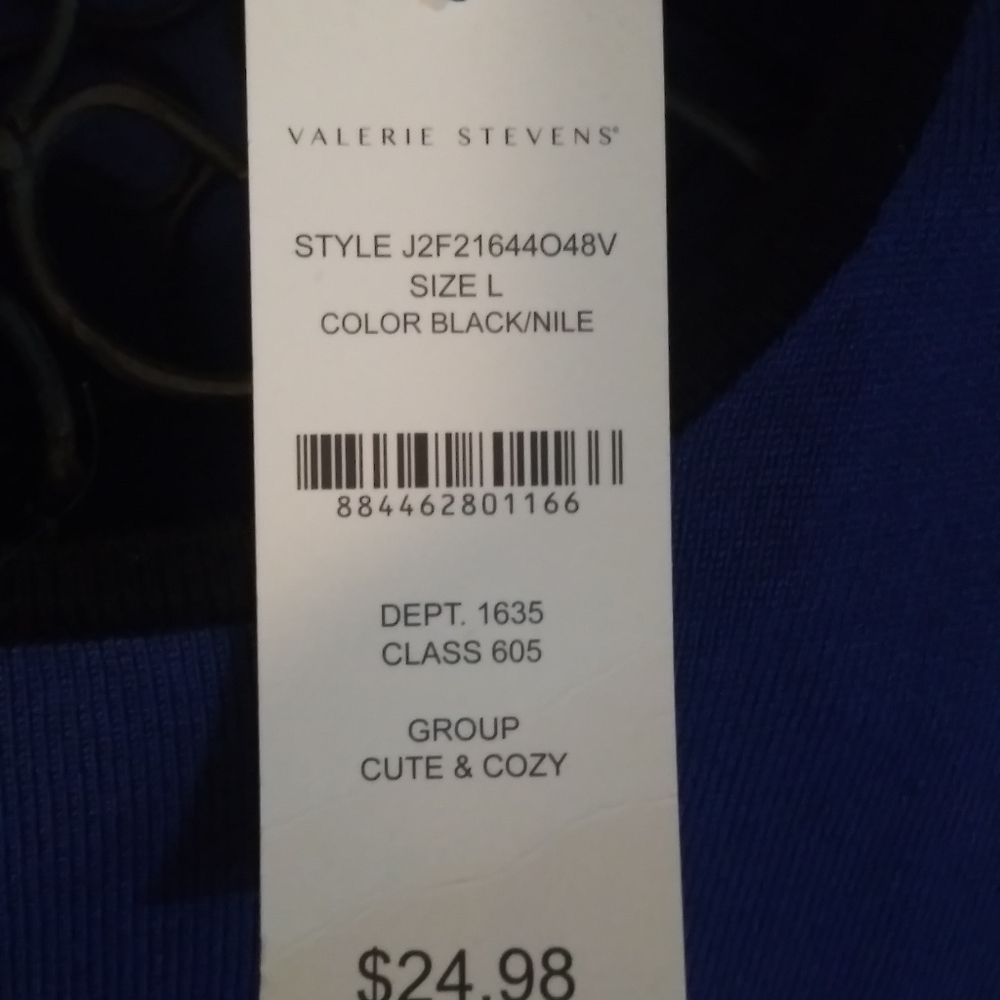 VALERIE STEVENS®
STYLE J2F21644O48V
SIZE L
COLOR BLACK/NILE
884462801166
DEPT. 1635
CLASS 605
GROUP
CUTE & COZY
$24.98